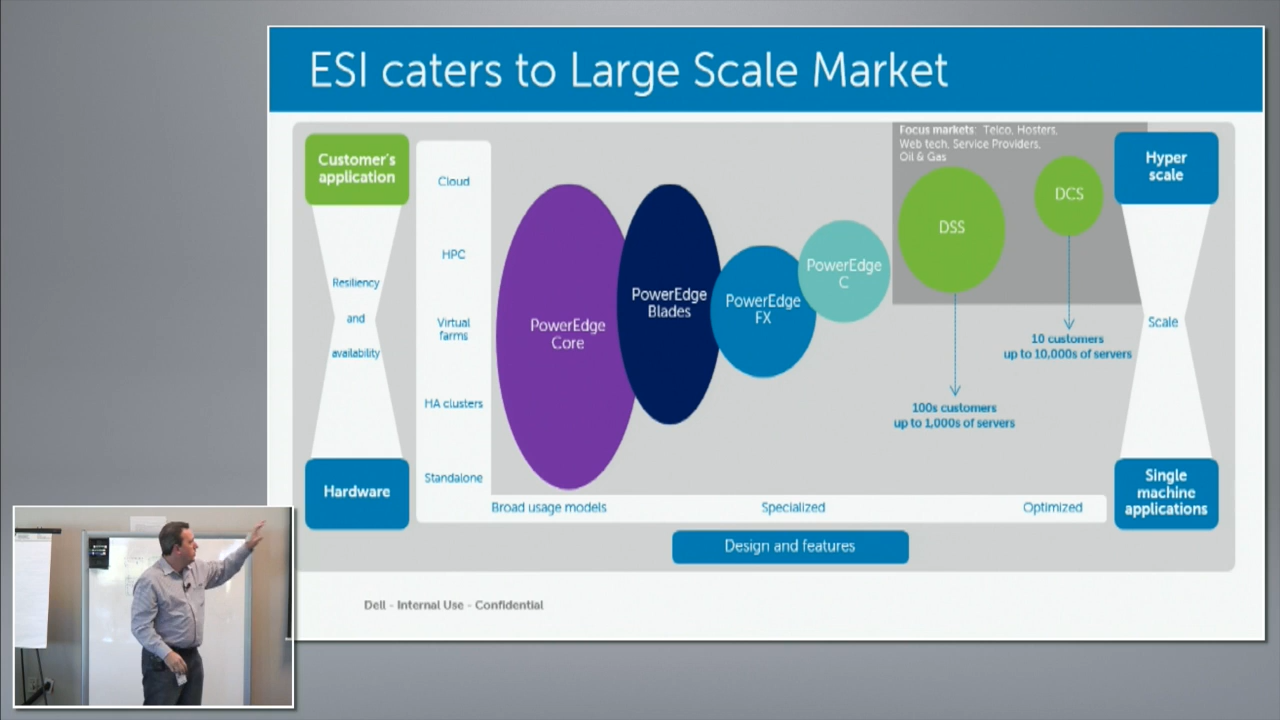 ESI caters to Large Scale Market
Focus markets: Telco, Hosters,
Web tech, Service Providers,
Oil & Gas
Customer's
application
Resiliency
and
availability
Hardware
Cloud
HPC
Virtual
farms
HA clusters
Standalone
PowerEdge
Core
PowerEdge
Blades
PowerEdge
FX
PowerEdge
C
DSS
DCS
10 customers
up to 10,000s of servers
100s customers
up to 1,000s of servers
Hyper
scale
Scale
Single
machine
applications
Broad usage models
Specialized
Optimized
Design and features
Dell - Internal Use - Confidential